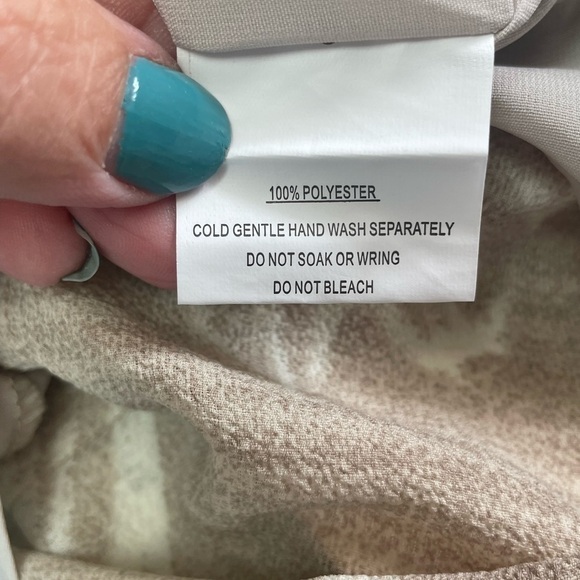 100% POLYESTER
COLD GENTLE HAND WASH SEPARATELY
DO NOT SOAK OR WRING
DO NOT BLEACH